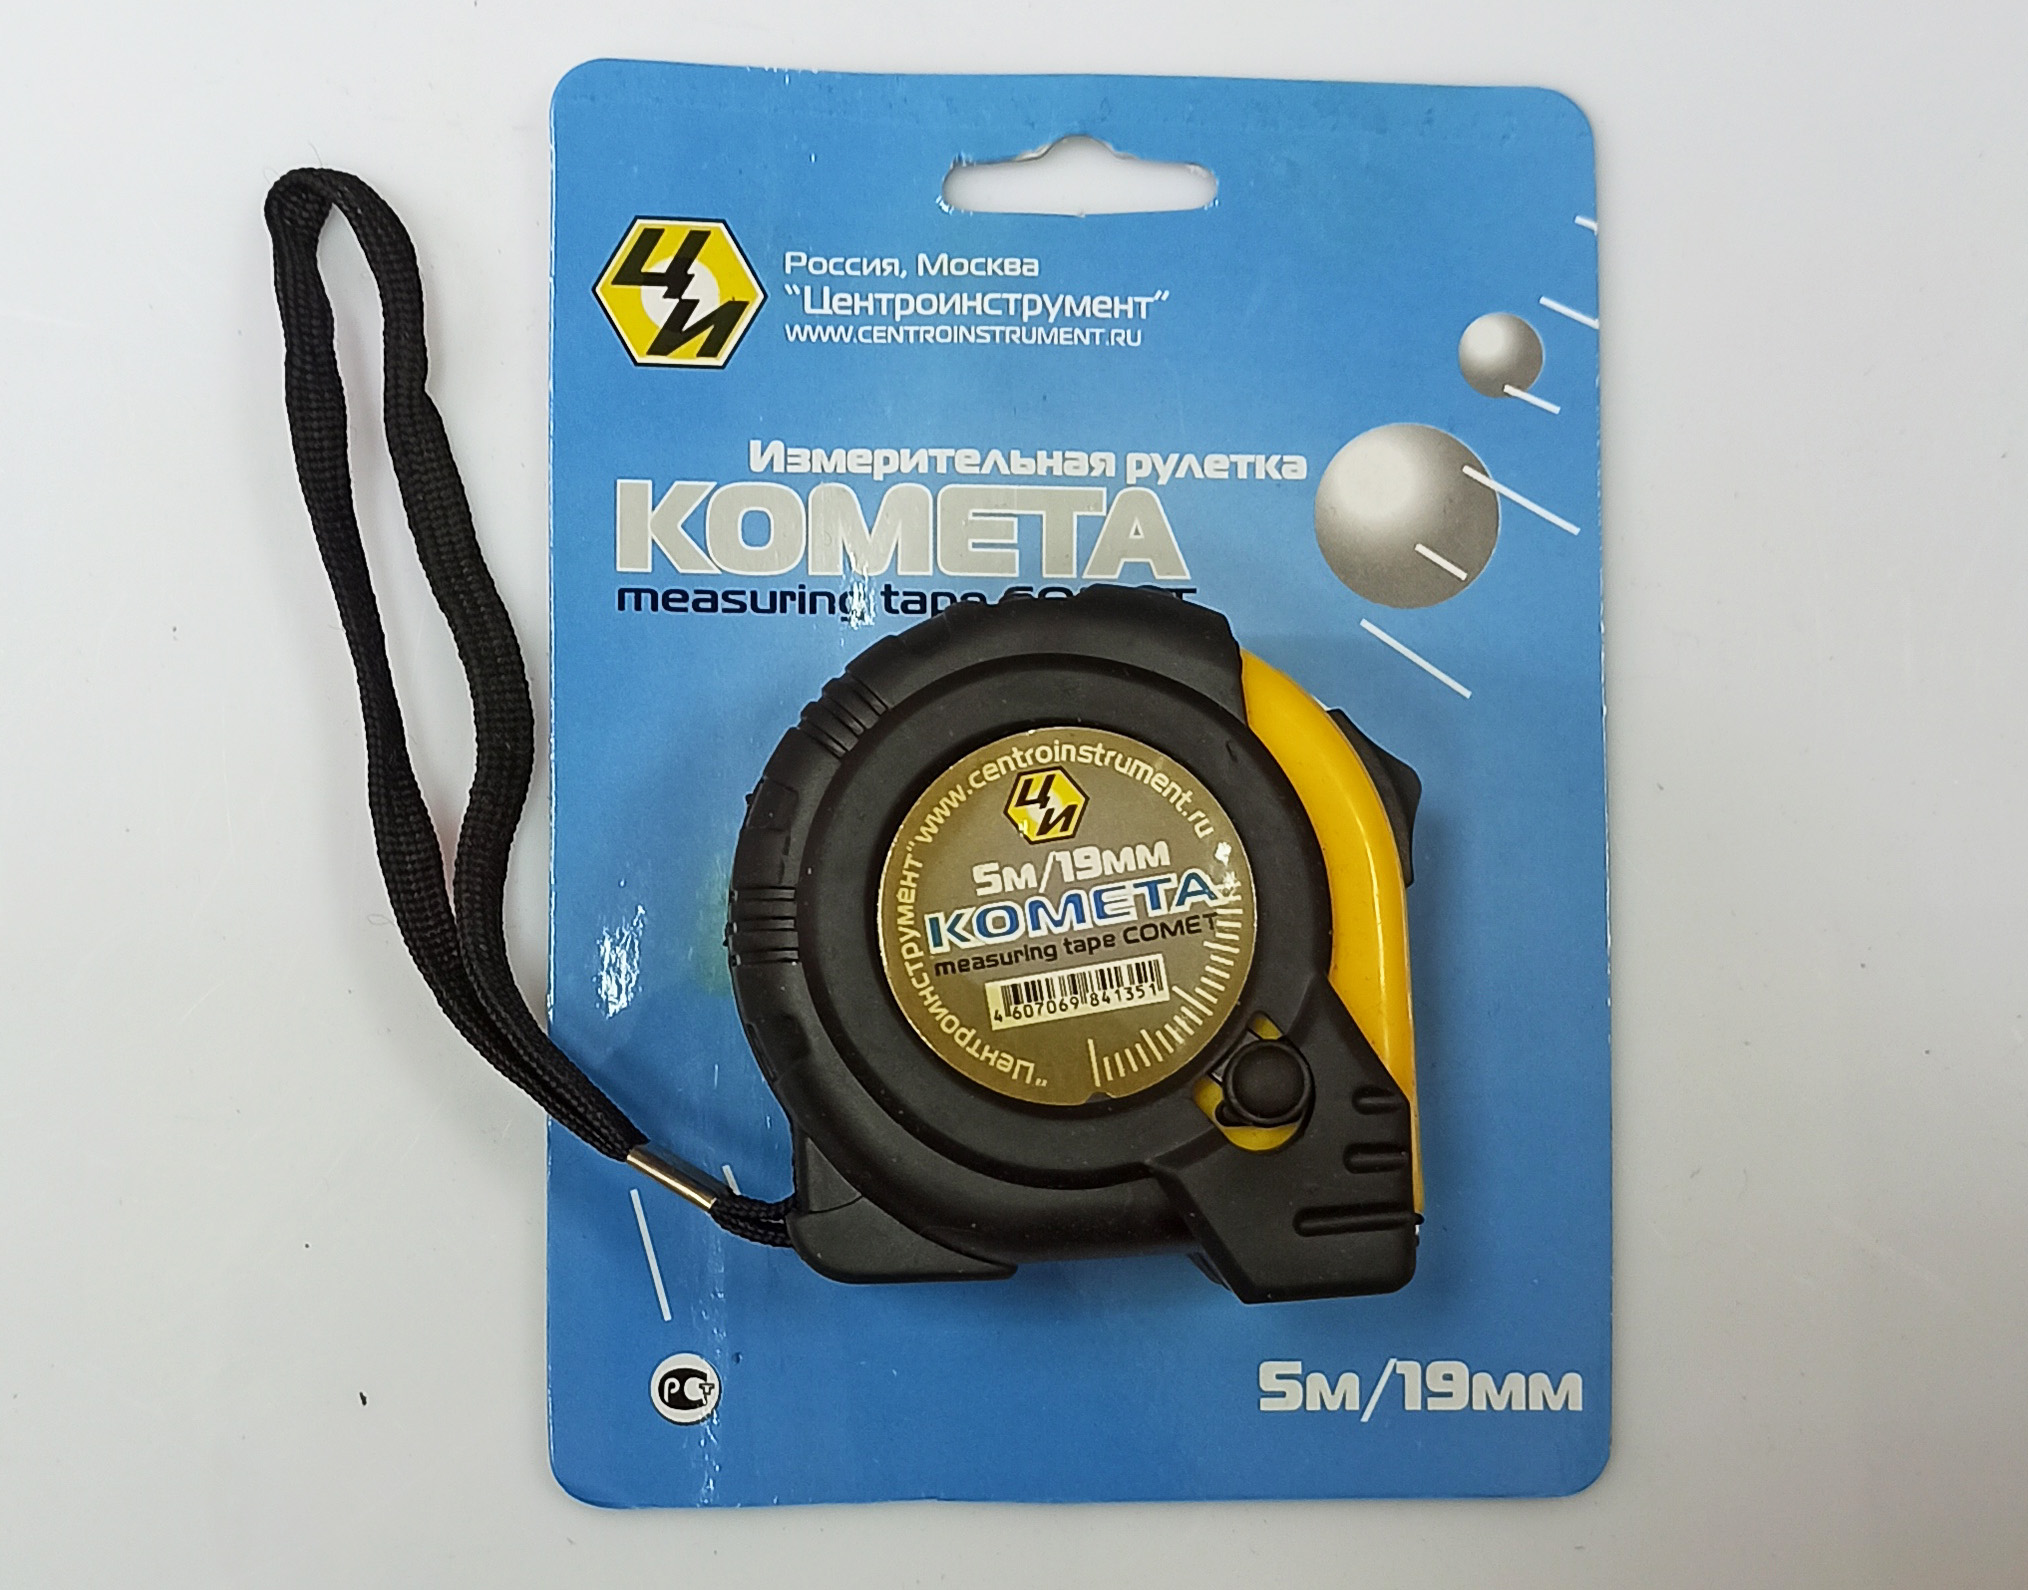 ЦИ
Россия, Москва
"Центроинструмент"
WWW.CENTROINSTRUMENT.RU
Измерительная рулетка
КОМЕТА
measuring tape
"Центроинструмент" www.centroinstrument.ru
ЦИ
5м/19мм
КОМЕТА
measuring tape COMET
4 607069 841351
РСТ
5м/19мм